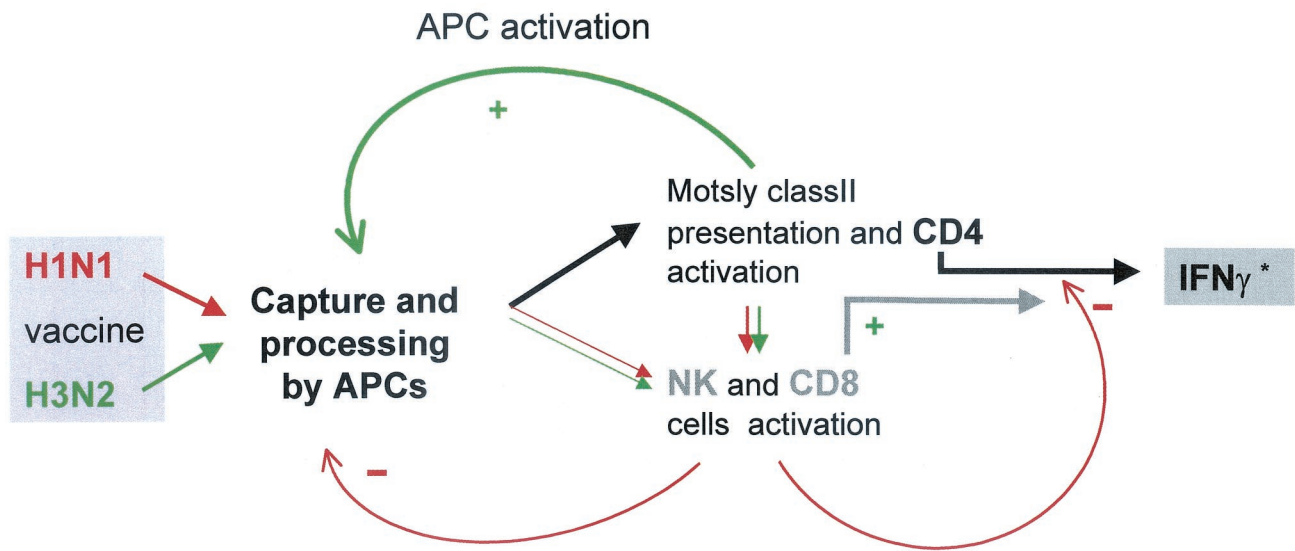 APC activation
+
Motsly classII
presentation and CD4
activation
H1N1
vaccine
H3N2
Capture and
processing
by APCs
IFNγ *
–
+
NK and CD8
cells activation
–